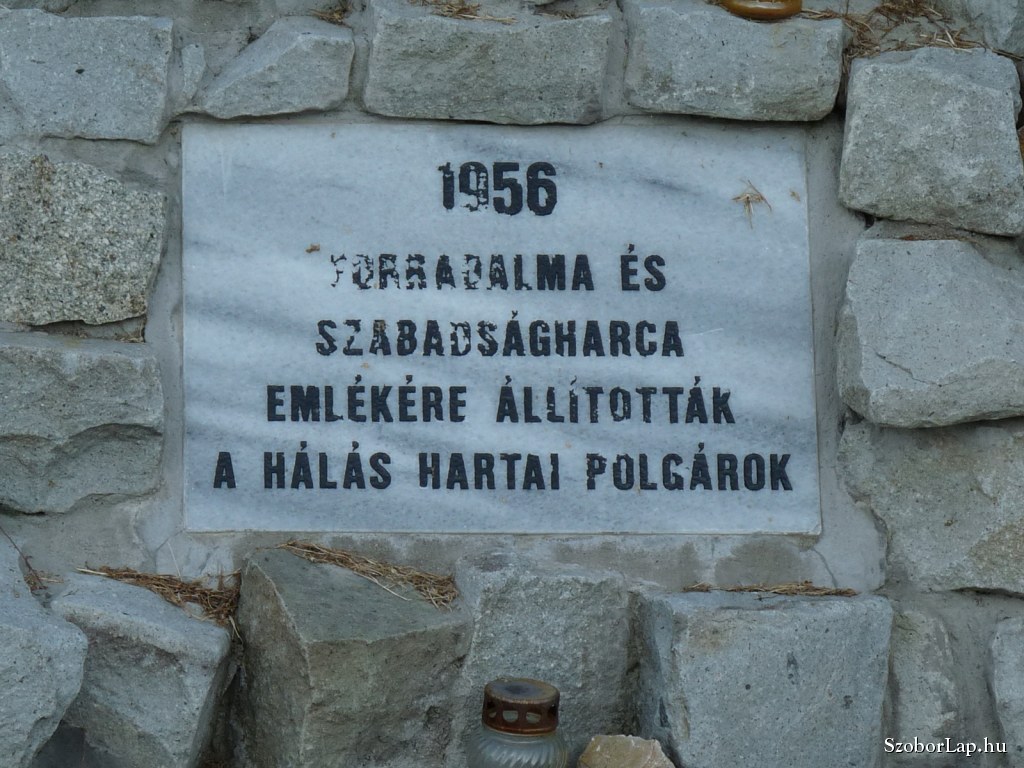 1956
FORRADALMA ÉS
SZABADSÁGHARCA
EMLÉKÉRE ÁLLÍTOTTÁK
A HÁLÁS HARTAI POLGÁROK
SzoborLap.hu